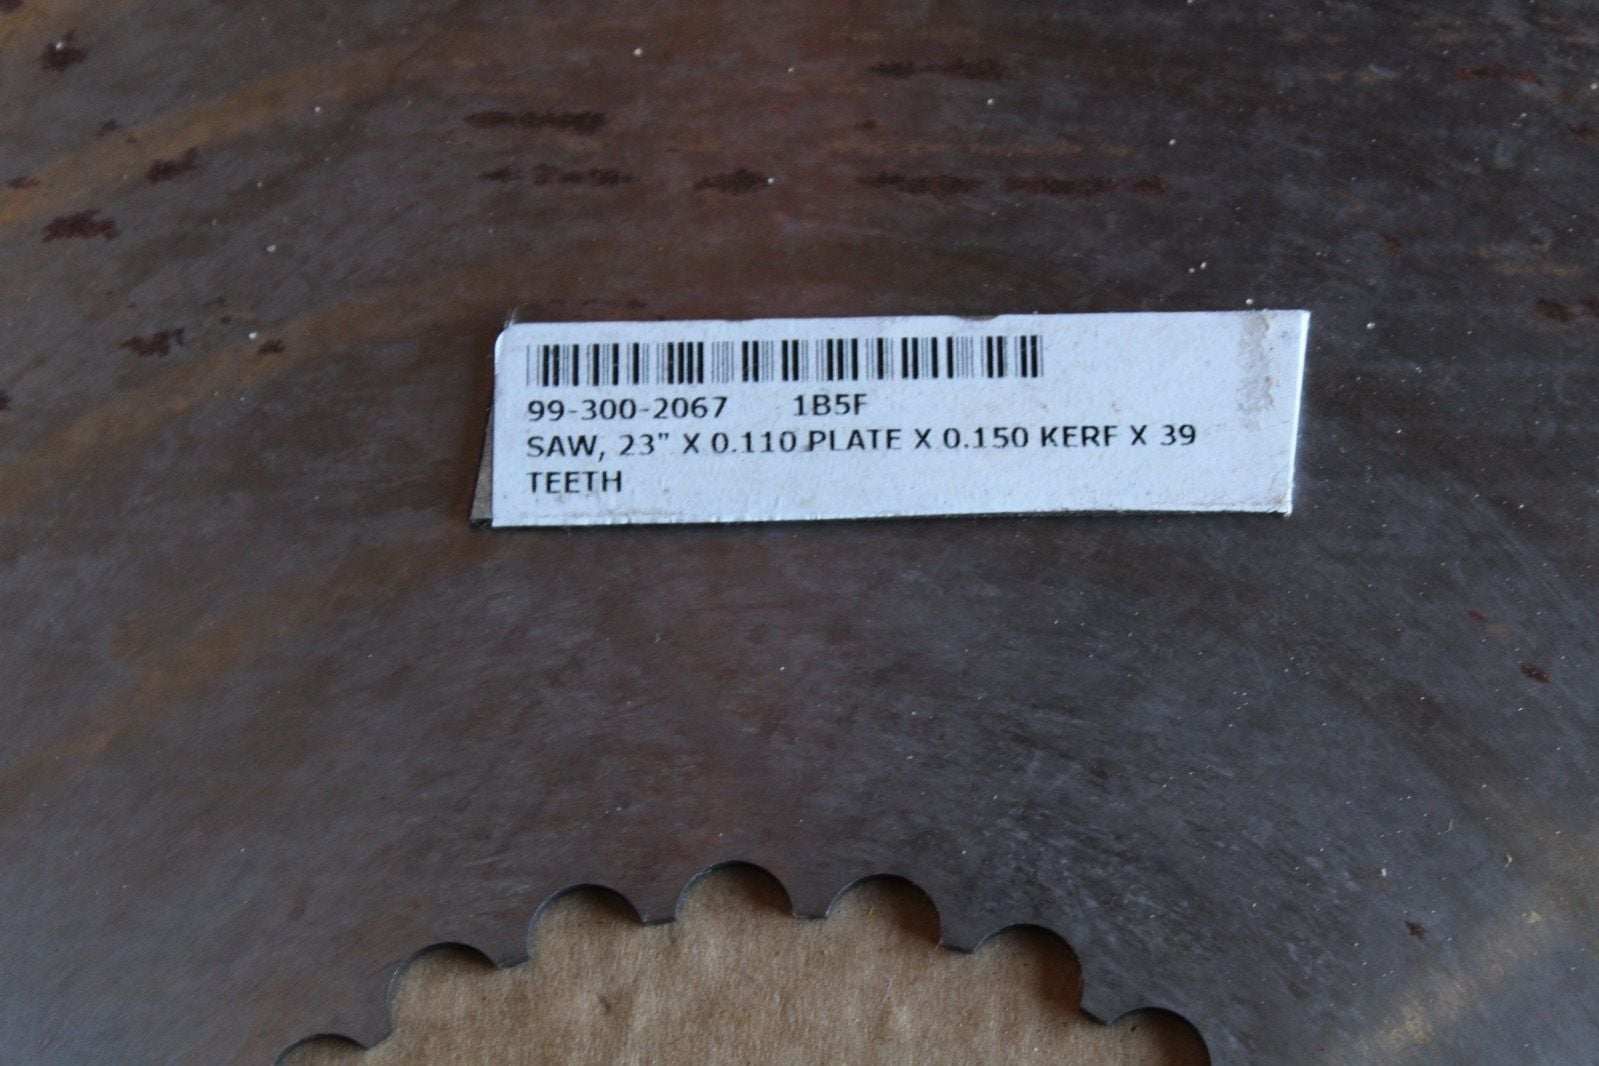 99-300-2067 1B5F
SAW, 23" X 0.110 PLATE X 0.150 KERF X 39
TEETH